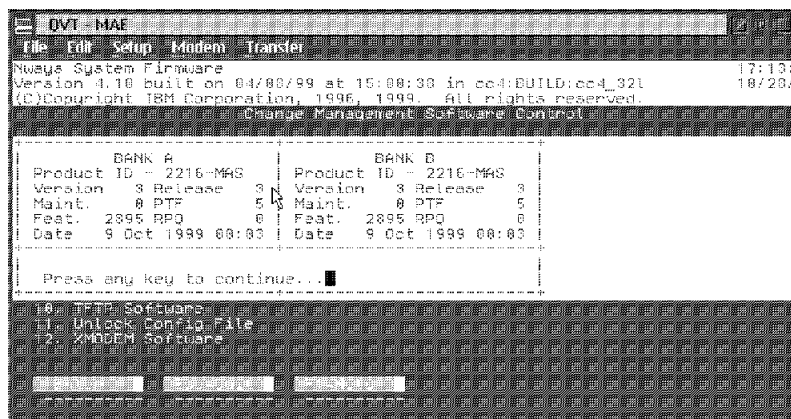 QVT - MAE
File Edit Setup Modem Transfer
Nways System Firmware 17:13:
Version 4.10 built on 04/08/99 at 15:08:38 in cc4:BUILD:cc4_32l 10/28/
(C)Copyright IBM Corporation, 1996, 1999. All rights reserved.
Change Management Software Control
BANK A BANK B
Product ID - 2216-MAS Product ID - 2216-MAS
Version 3 Release 3 Version 3 Release 3
Maint. 0 PTF 5 Maint. 0 PTF 5
Feat. 2895 RPQ 0 Feat. 2895 RPQ 0
Date 9 Oct 1999 00:03 Date 9 Oct 1999 00:03
Press any key to continue...
10. TFTP Software
11. Unlock Config File
12. XMODEM Software